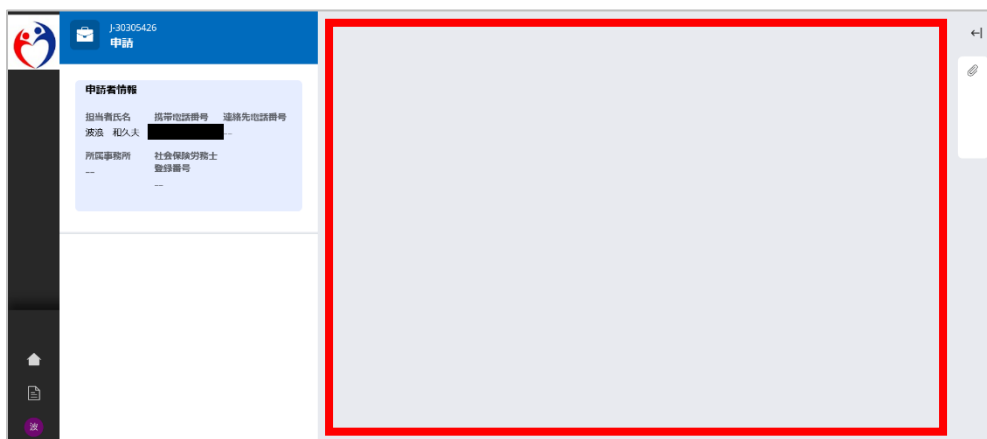 J-30305426
申請
申請者情報
担当者氏名 携帯電話番号 連絡先電話番号
波浪 和久夫 --
所属事務所 社会保険労務士
登録番号
--
--
波